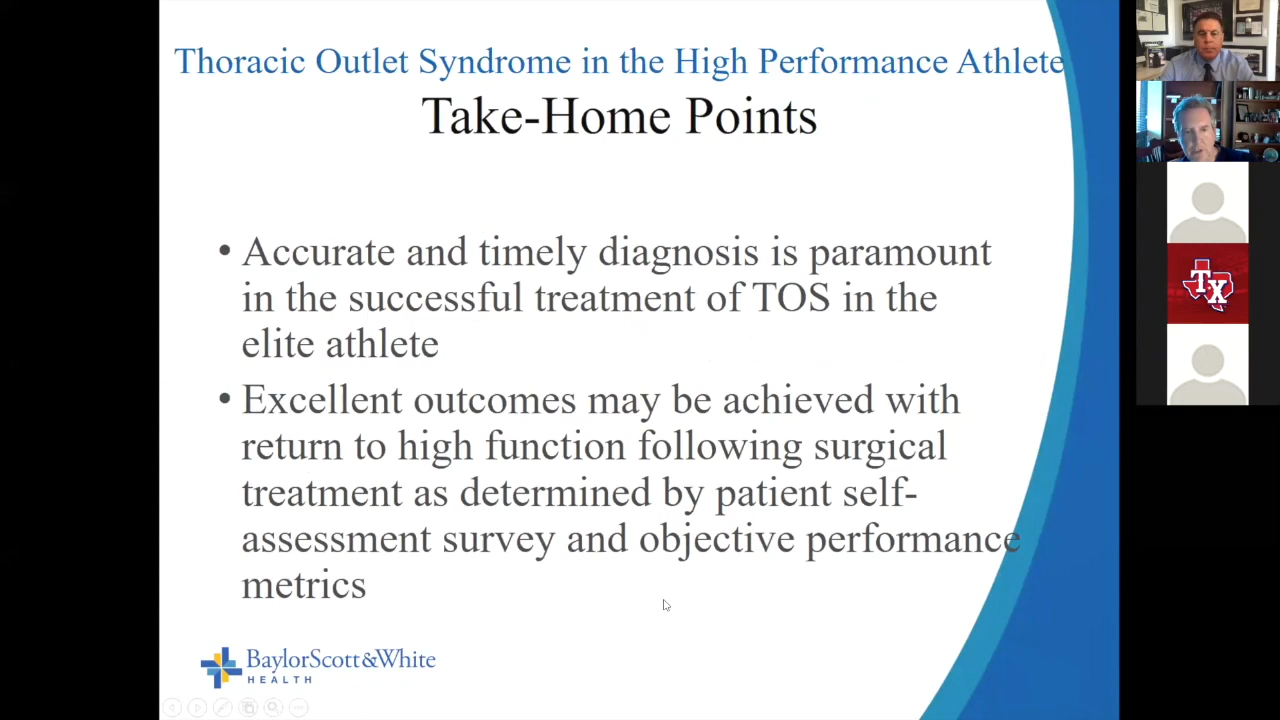 Thoracic Outlet Syndrome in the High Performance Athlete
Take-Home Points
• Accurate and timely diagnosis is paramount
in the successful treatment of TOS in the
elite athlete
• Excellent outcomes may be achieved with
return to high function following surgical
treatment as determined by patient self-
assessment survey and objective performance
metrics
BaylorScott&White
HEALTH
TX